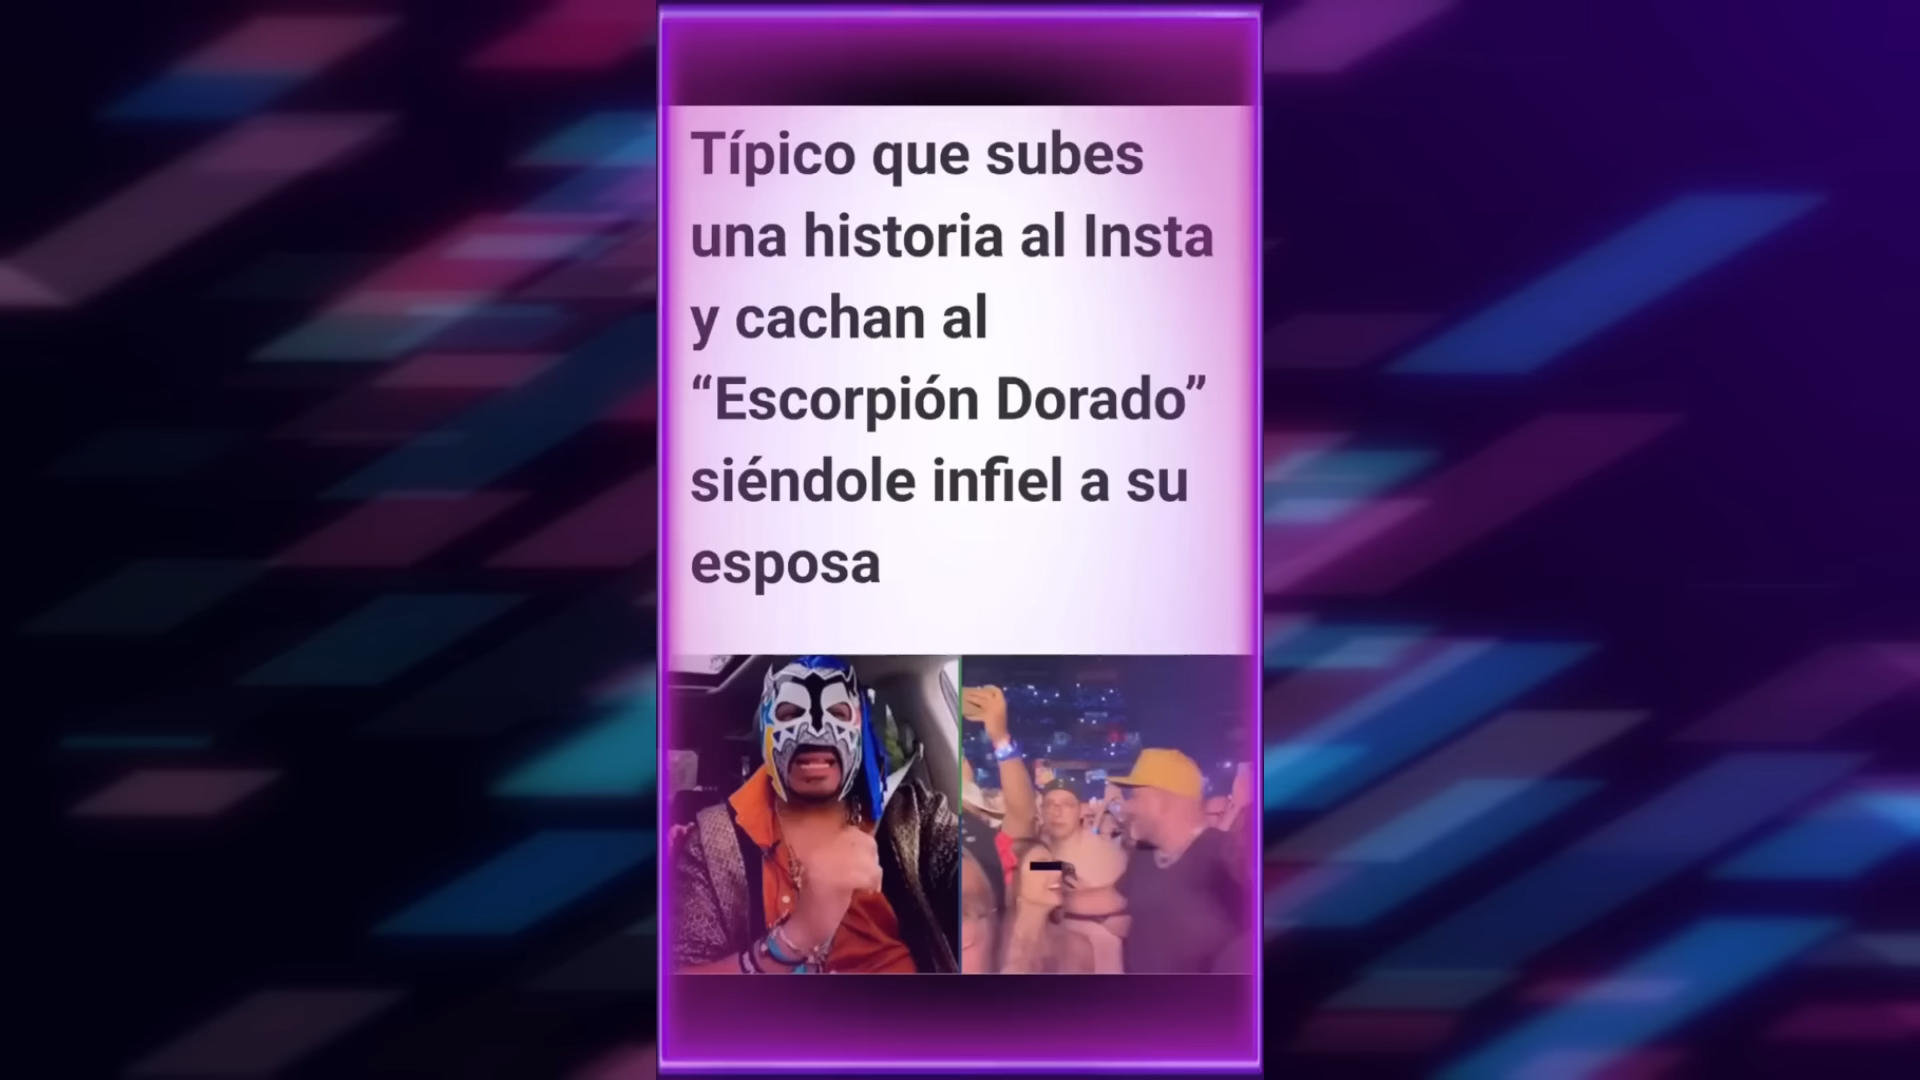 Típico que subes
una historia al Insta
y cachan al
“Escorpión Dorado”
siéndole infiel a su
esposa